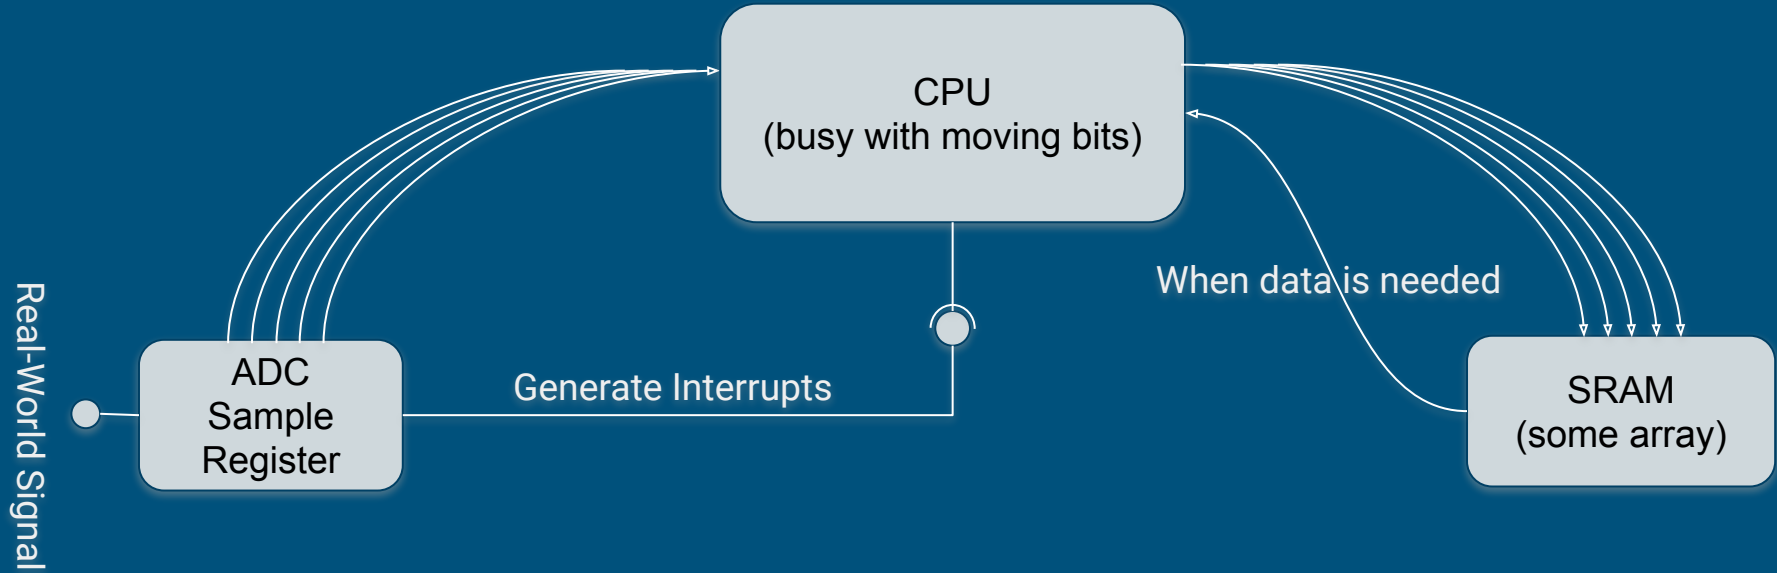 CPU
(busy with moving bits)
When data is needed
Real-World Signal
ADC
Sample
Register
Generate Interrupts
SRAM
(some array)